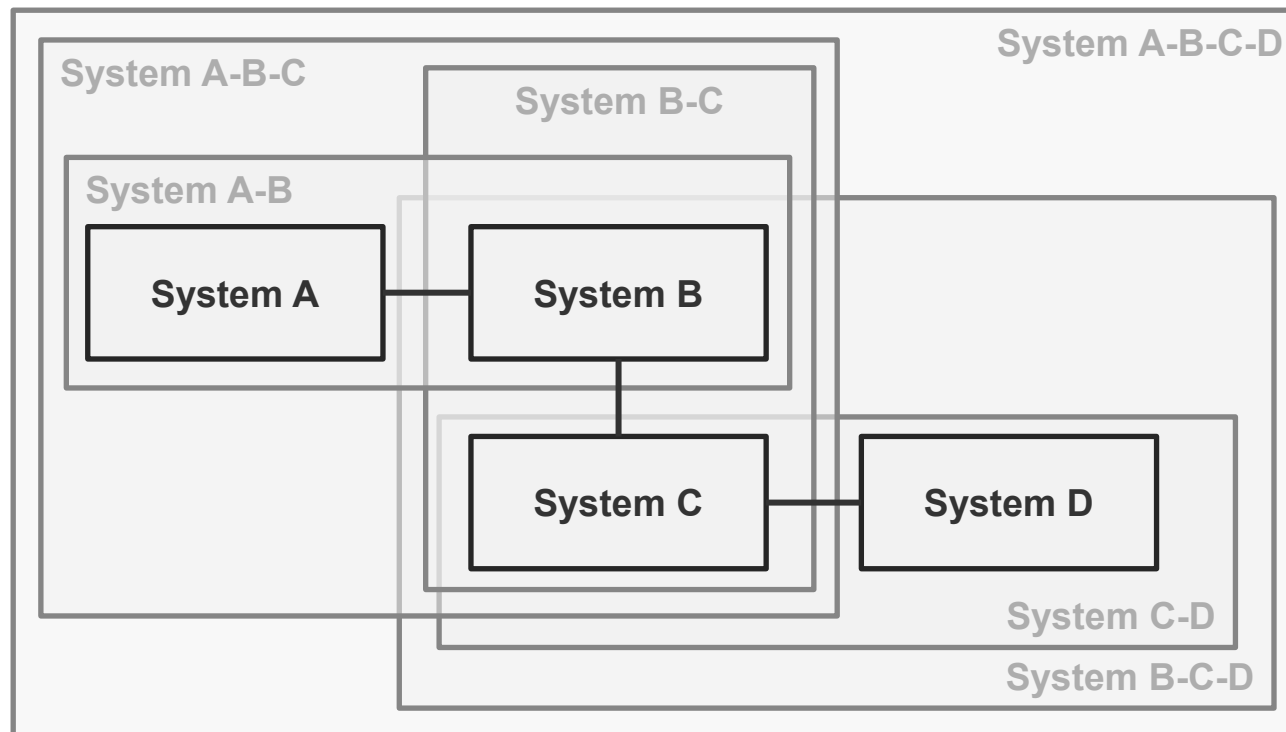 System A-B-C-D
System A-B-C
System B-C
System A-B
System A
System B
System C
System D
System C-D
System B-C-D